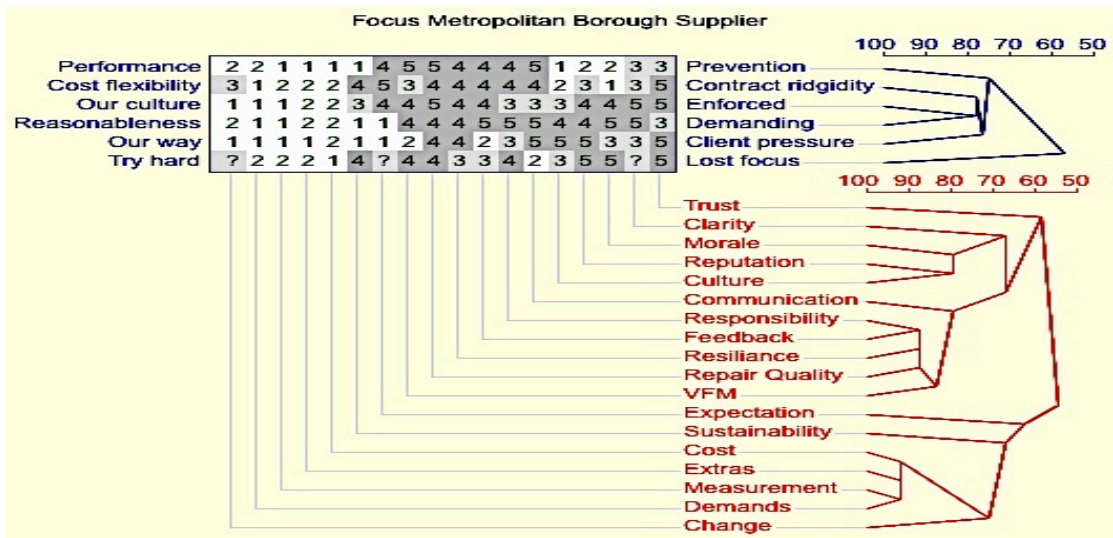 Focus Metropolitan Borough Supplier
100 90 80 70 60 50
Performance 2 2 1 1 1 1 4 5 5 4 4 4 5 1 2 2 3 3 Prevention
Cost flexibility 3 1 2 2 2 4 5 3 4 4 4 4 4 2 3 1 3 5 Contract ridgidity
Our culture 1 1 1 2 2 3 4 4 5 4 4 3 3 3 4 4 5 5 Enforced
Reasonableness 2 1 1 2 2 1 1 4 4 4 5 5 5 4 4 5 5 3 Demanding
Our way 1 1 1 1 2 1 1 2 4 4 2 3 5 5 5 3 3 5 Client pressure
Try hard ? 2 2 2 1 4 ? 4 4 3 3 4 2 3 5 5 ? 5 Lost focus
100 90 80 70 60 50
Trust
Clarity
Morale
Reputation
Culture
Communication
Responsibility
Feedback
Resiliance
Repair Quality
VFM
Expectation
Sustainability
Cost
Extras
Measurement
Demands
Change